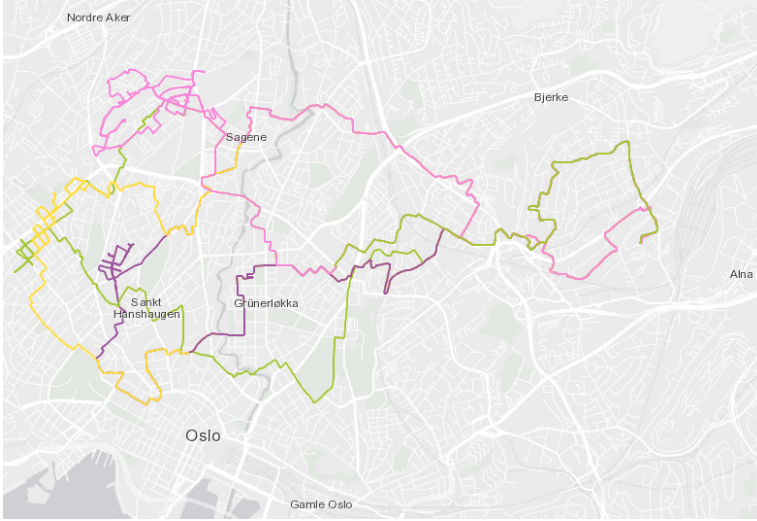 Nordre Aker
Bjerke
Sagene
Alna
Sankt
Hanshaugen
Grünerløkka
Oslo
Gamle Oslo